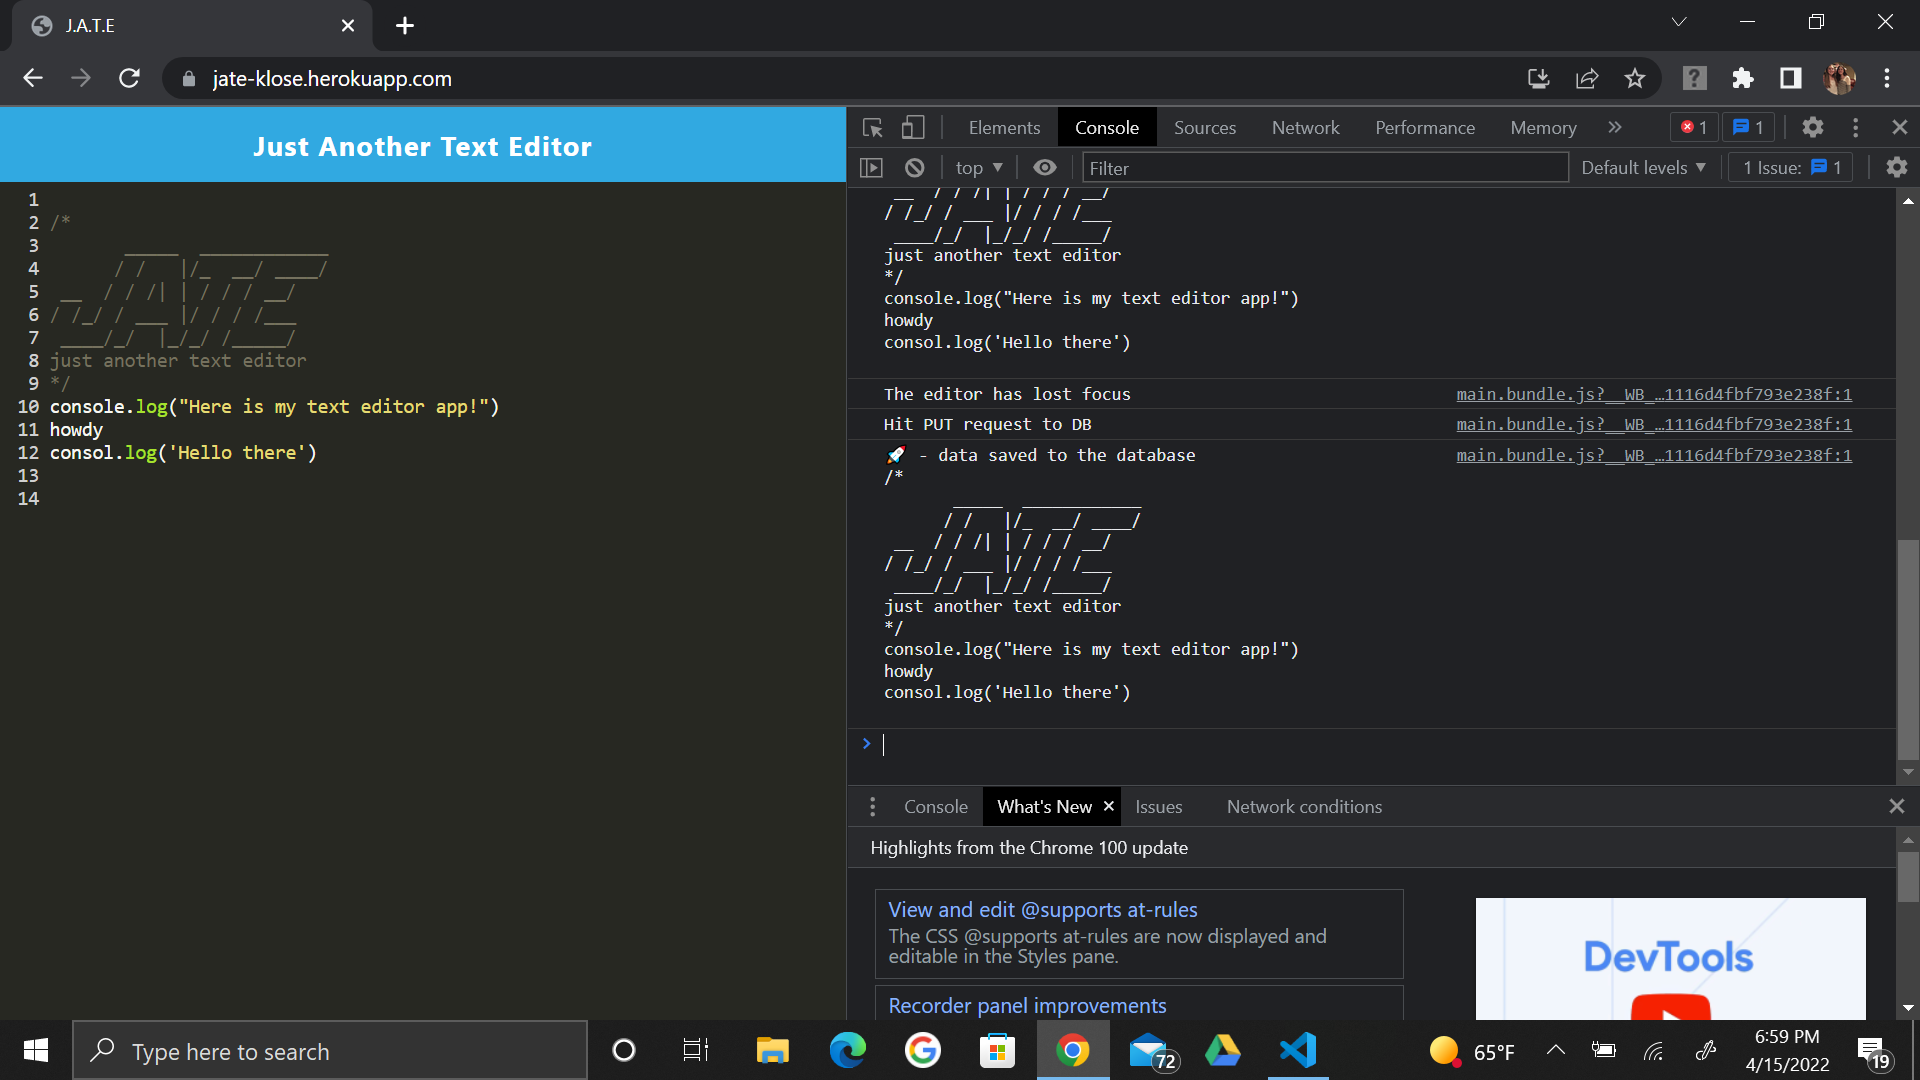 J.A.T.E
jate-klose.herokuapp.com
Just Another Text Editor
1
2 /*
3       _____  ____________
4      / /   |/_  __/ ____/
5  __  / / /| | / / / __/
6 / /_/ / ___ |/ / / /___
7  ____/_/  |_/_/ /_____/
8 just another text editor
9 */
10 console.log("Here is my text editor app!")
11 howdy
12 consol.log('Hello there')
13
14
Elements Console Sources Network Performance Memory 1 1
top Filter Default levels 1 Issue: 1
 __  / / /| | / / / __/
/ /_/ / ___ |/ / / /___
 ____/_/  |_/_/ /_____/
just another text editor
*/
console.log("Here is my text editor app!")
howdy
consol.log('Hello there')
The editor has lost focus main.bundle.js?__WB_…1116d4fbf793e238f:1
Hit PUT request to DB main.bundle.js?__WB_…1116d4fbf793e238f:1
🚀 - data saved to the database main.bundle.js?__WB_…1116d4fbf793e238f:1
/*
       _____  ____________
      / /   |/_  __/ ____/
 __  / / /| | / / / __/
/ /_/ / ___ |/ / / /___
 ____/_/  |_/_/ /_____/
just another text editor
*/
console.log("Here is my text editor app!")
howdy
consol.log('Hello there')
>
Console What's New Issues Network conditions
Highlights from the Chrome 100 update
View and edit @supports at-rules
The CSS @supports at-rules are now displayed and
editable in the Styles pane.
Recorder panel improvements
DevTools
Type here to search
72
65°F
6:59 PM
4/15/2022
19